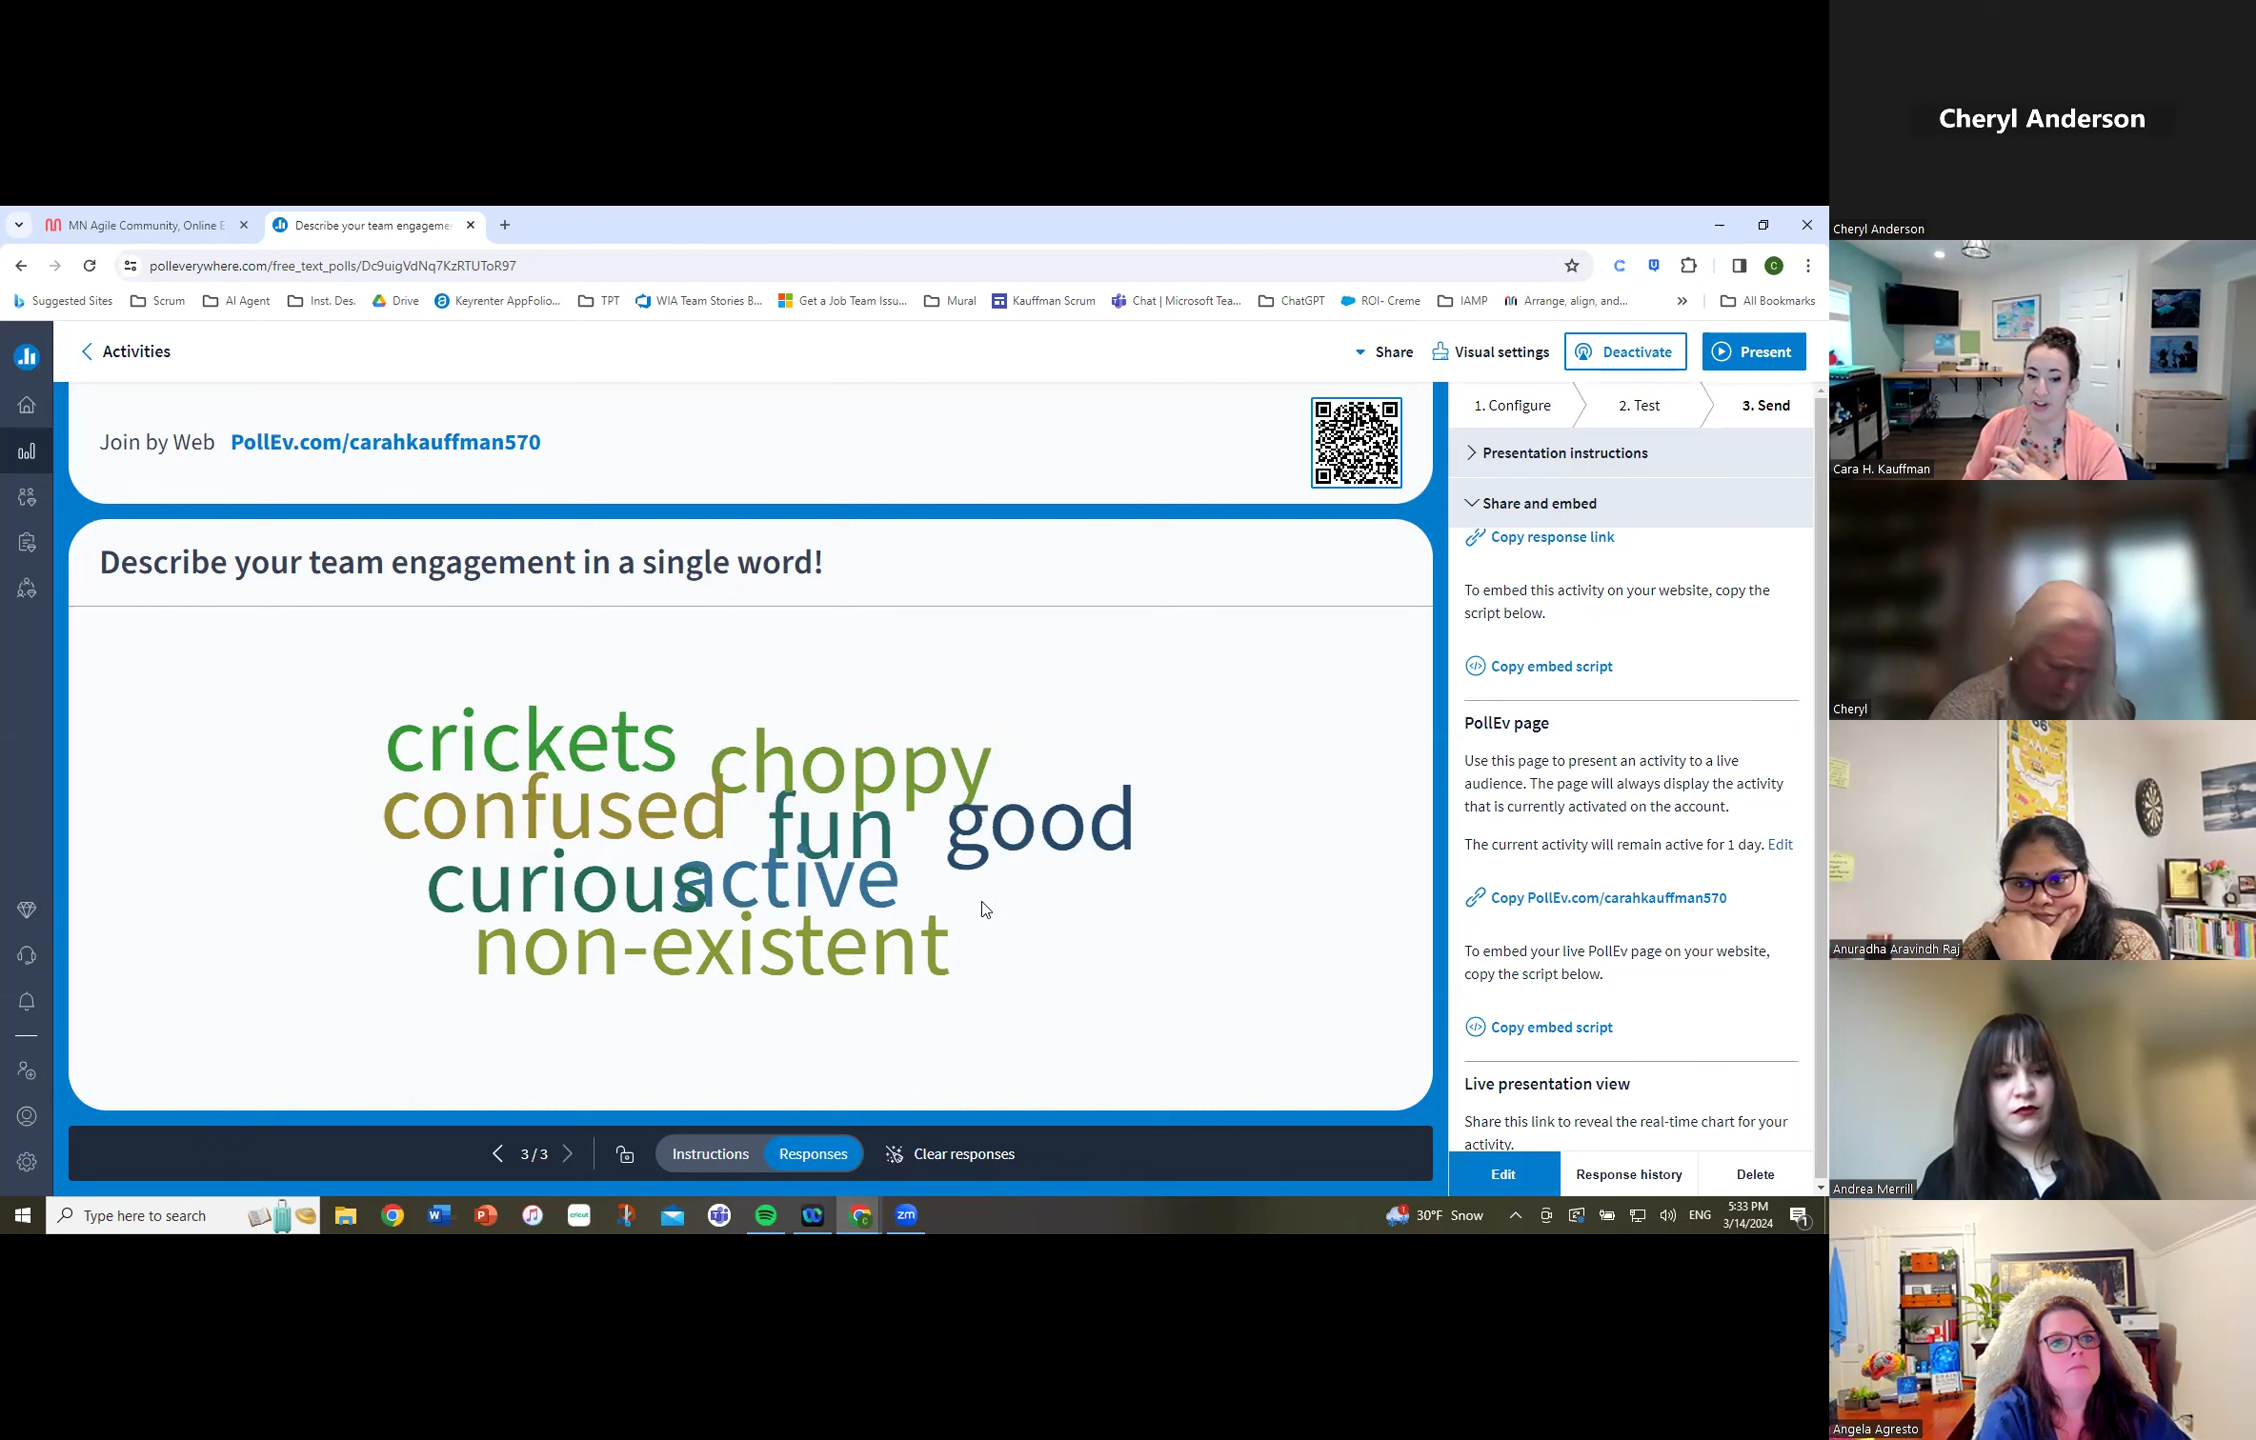 Cheryl Anderson
Cheryl Anderson
MN Agile Community, Online E
Describe your team engageme
polleverywhere.com/free_text_polls/Dc9uigVdNq7KzRTUToR97
Suggested Sites
Scrum
AI Agent
Inst. Des.
Drive
Keyrenter AppFolio...
TPT
WIA Team Stories B...
Get a Job Team Issu...
Mural
Kauffman Scrum
Chat | Microsoft Tea...
ChatGPT
ROI- Creme
IAMP
Arrange, align, and...
All Bookmarks
Activities
Share
Visual settings
Deactivate
Present
Join by Web PollEv.com/carahkauffman570
1. Configure
2. Test
3. Send
Presentation instructions
Share and embed
Copy response link
To embed this activity on your website, copy the
script below.
Copy embed script
PollEv page
Use this page to present an activity to a live
audience. The page will always display the activity
that is currently activated on the account.
The current activity will remain active for 1 day. Edit
Copy PollEv.com/carahkauffman570
To embed your live PollEv page on your website,
copy the script below.
Copy embed script
Live presentation view
Share this link to reveal the real-time chart for your
activity.
Edit
Response history
Delete
Describe your team engagement in a single word!
crickets
choppy
confused
fun
good
curious
active
non-existent
3 / 3
Instructions
Responses
Clear responses
Type here to search
30°F Snow
ENG
5:33 PM
3/14/2024
Cara H. Kauffman
Cheryl
Anuradha Aravindh Raj
Andrea Merrill
Angela Agresto